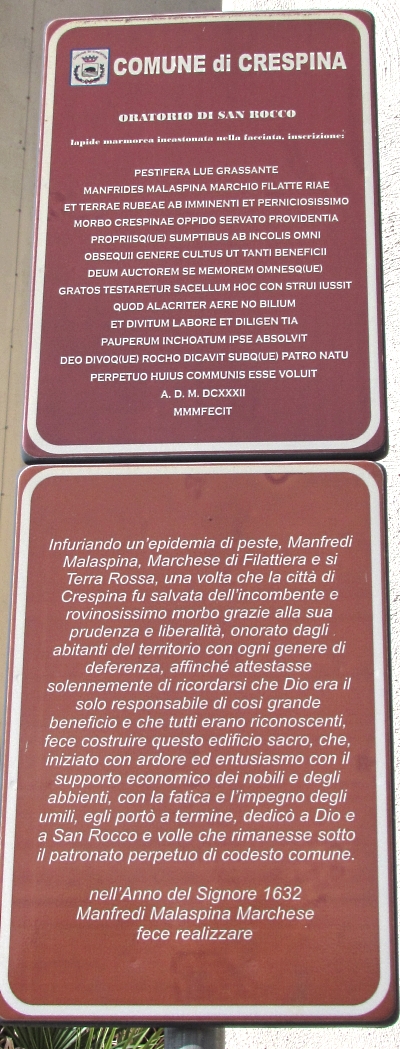 COMUNE di CRESPINA
ORATORIO DI SAN ROCCO
lapide marmorea incastonata nella facciata, inscrizione:
PESTIFERA LUE GRASSANTE
MANFRIDES MALASPINA MARCHIO FILATTE RIAE
ET TERRAE RUBEAE AB IMMINENTI ET PERNICIOSISSIMO
MORBO CRESPINAE OPPIDO SERVATO PROVIDENTIA
PROPRIISQ(UE) SUMPTIBUS AB INCOLIS OMNI
OBSEQUII GENERE CULTUS UT TANTI BENEFICII
DEUM AUCTOREM SE MEMOREM OMNESQ(UE)
GRATOS TESTARETUR SACELLUM HOC CON STRUI IUSSIT
QUOD ALACRITER AERE NO BILIUM
ET DIVITUM LABORE ET DILIGEN TIA
PAUPERUM INCHOATUM IPSE ABSOLVIT
DEO DIVOQ(UE) ROCHO DICAVIT SUBQ(UE) PATRO NATU
PERPETUO HUIUS COMMUNIS ESSE VOLUIT
A. D. M. DCXXXII
MMMFECIT
Infuriando un'epidemia di peste, Manfredi
Malaspina, Marchese di Filattiera e si
Terra Rossa, una volta che la città di
Crespina fu salvata dell'incombente e
rovinosissimo morbo grazie alla sua
prudenza e liberalità, onorato dagli
abitanti del territorio con ogni genere di
deferenza, affinché attestasse
solennemente di ricordarsi che Dio era il
solo responsabile di così grande
beneficio e che tutti erano riconoscenti,
fece costruire questo edificio sacro, che,
iniziato con ardore ed entusiasmo con il
supporto economico dei nobili e degli
abbienti, con la fatica e l'impegno degli
umili, egli portò a termine, dedicò a Dio e
a San Rocco e volle che rimanesse sotto
il patronato perpetuo di codesto comune.
nell'Anno del Signore 1632
Manfredi Malaspina Marchese
fece realizzare